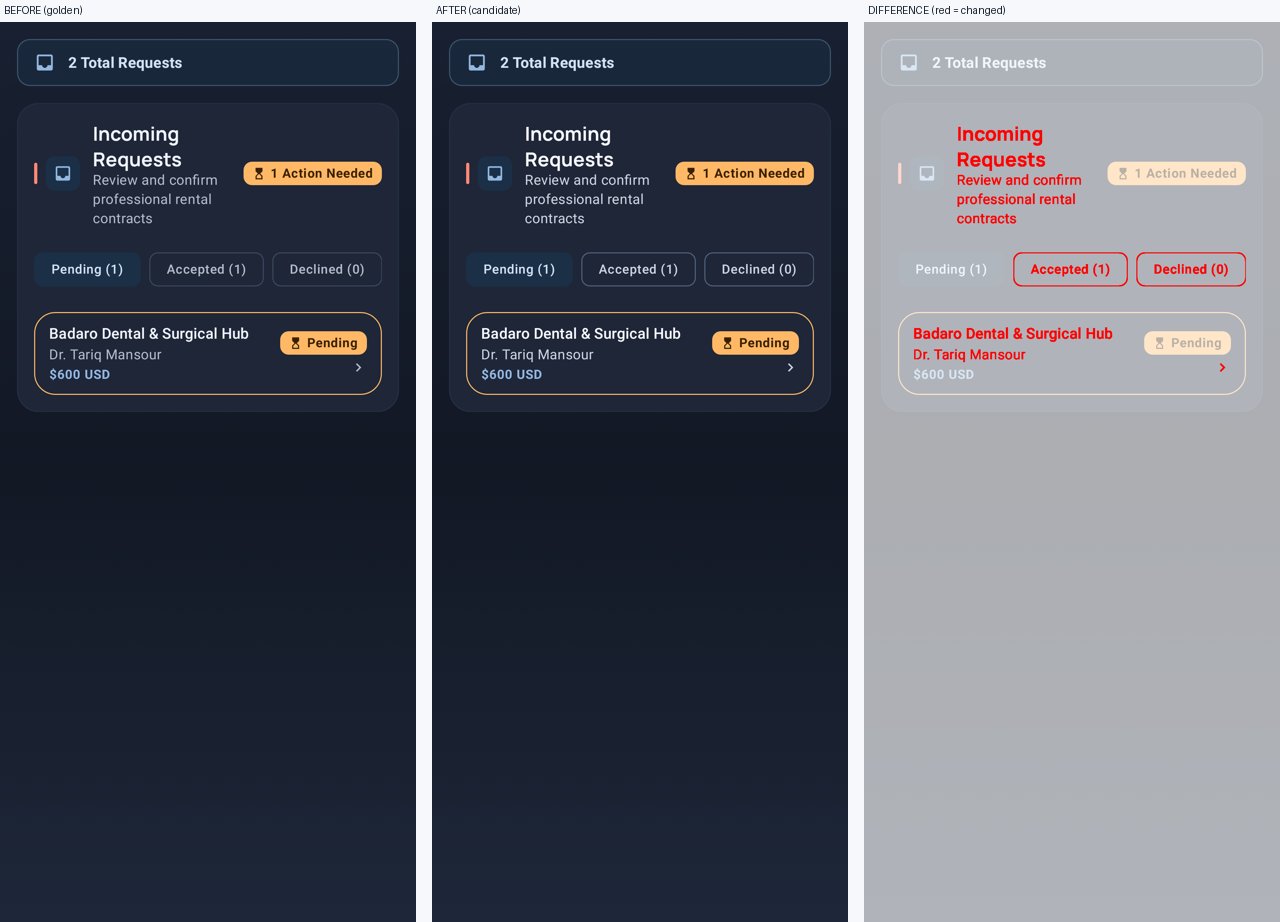 BEFORE (golden)
2 Total Requests
Incoming
Requests
Review and confirm
professional rental
contracts
1 Action Needed
Pending (1)
Accepted (1)
Declined (0)
Badaro Dental & Surgical Hub
Dr. Tariq Mansour
$600 USD
Pending
AFTER (candidate)
2 Total Requests
Incoming
Requests
Review and confirm
professional rental
contracts
1 Action Needed
Pending (1)
Accepted (1)
Declined (0)
Badaro Dental & Surgical Hub
Dr. Tariq Mansour
$600 USD
Pending
DIFFERENCE (red = changed)
2 Total Requests
Incoming
Requests
Review and confirm
professional rental
contracts
1 Action Needed
Pending (1)
Accepted (1)
Declined (0)
Badaro Dental & Surgical Hub
Dr. Tariq Mansour
$600 USD
Pending